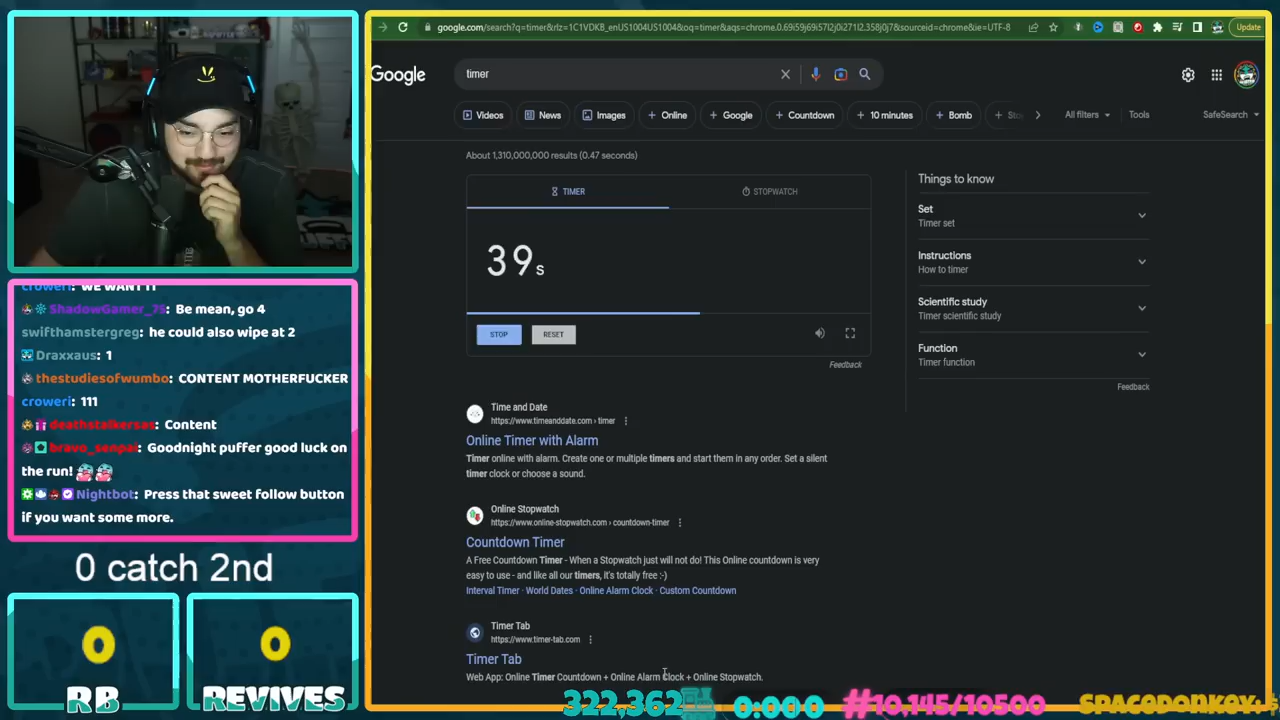 google.com/search?q=timer&rlz=1C1VDKB_enUS1004US1004&oq=timer&aqs=chrome.0.69i59j69i57l2j0i271l2.358j0j7&sourceid=chrome&ie=UTF-8
Update
Google
timer
Videos
News
Images
+ Online
+ Google
+ Countdown
+ 10 minutes
+ Bomb
All filters
Tools
SafeSearch
About 1,310,000,000 results (0.47 seconds)
TIMER
STOPWATCH
39s
STOP
RESET
Feedback
Things to know
Set
Timer set
Instructions
How to timer
Scientific study
Timer scientific study
Function
Timer function
Feedback
Time and Date
https://www.timeanddate.com › timer
Online Timer with Alarm
Timer online with alarm. Create one or multiple timers and start them in any order. Set a silent
timer clock or choose a sound.
Online Stopwatch
https://www.online-stopwatch.com › countdown-timer
Countdown Timer
A Free Countdown Timer - When a Stopwatch just will not do! This Online countdown is very
easy to use - and like all our timers, it's totally free :-)
Interval Timer · World Dates · Online Alarm Clock · Custom Countdown
Timer Tab
https://www.timer-tab.com
Timer Tab
Web App: Online Timer Countdown + Online Alarm Clock + Online Stopwatch.
croweri: WE WANT IT
ShadowGamer_75: Be mean, go 4
swifthamstergreg: he could also wipe at 2
Draxxaus: 1
thestudiesofwumbo: CONTENT MOTHERFUCKER
croweri: 111
deathstalkersas: Content
bravo_senpai: Goodnight puffer good luck on
the run!
Nightbot: Press that sweet follow button
if you want some more.
0 catch 2nd
0
RB
0
REVIVES
322,362
0:000
#10,145/10500
SPACEDONKEY: